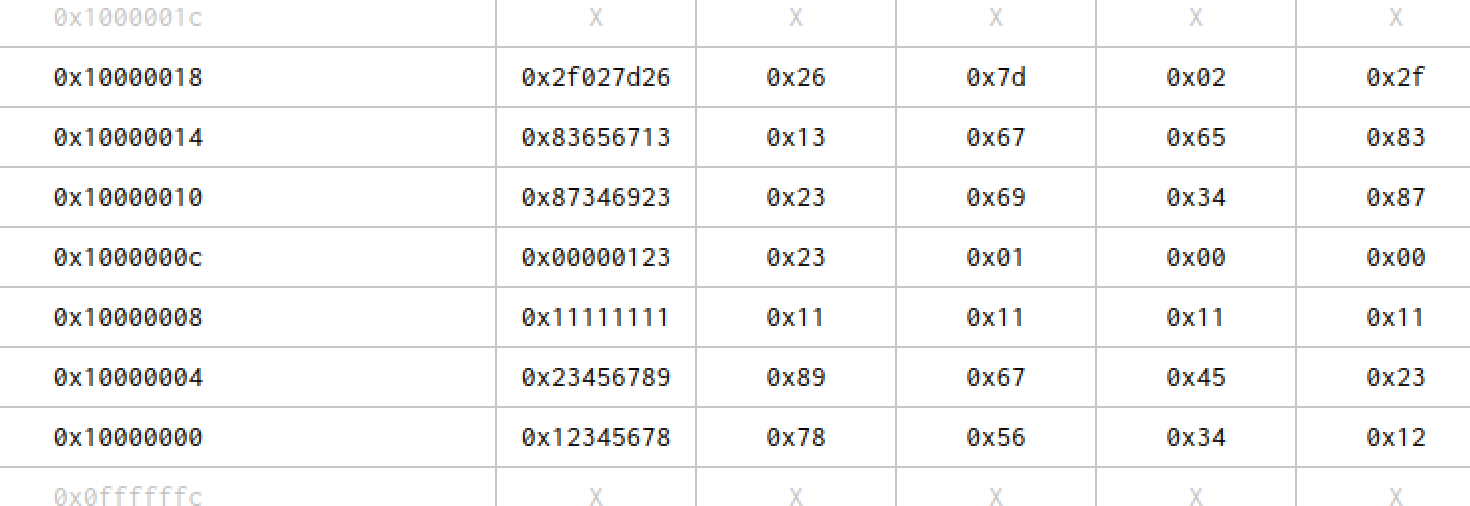 0x1000001c X X X X X
0x10000018 0x2f027d26 0x26 0x7d 0x02 0x2f
0x10000014 0x83656713 0x13 0x67 0x65 0x83
0x10000010 0x87346923 0x23 0x69 0x34 0x87
0x1000000c 0x00000123 0x23 0x01 0x00 0x00
0x10000008 0x11111111 0x11 0x11 0x11 0x11
0x10000004 0x23456789 0x89 0x67 0x45 0x23
0x10000000 0x12345678 0x78 0x56 0x34 0x12
0x0ffffffc X X X X X